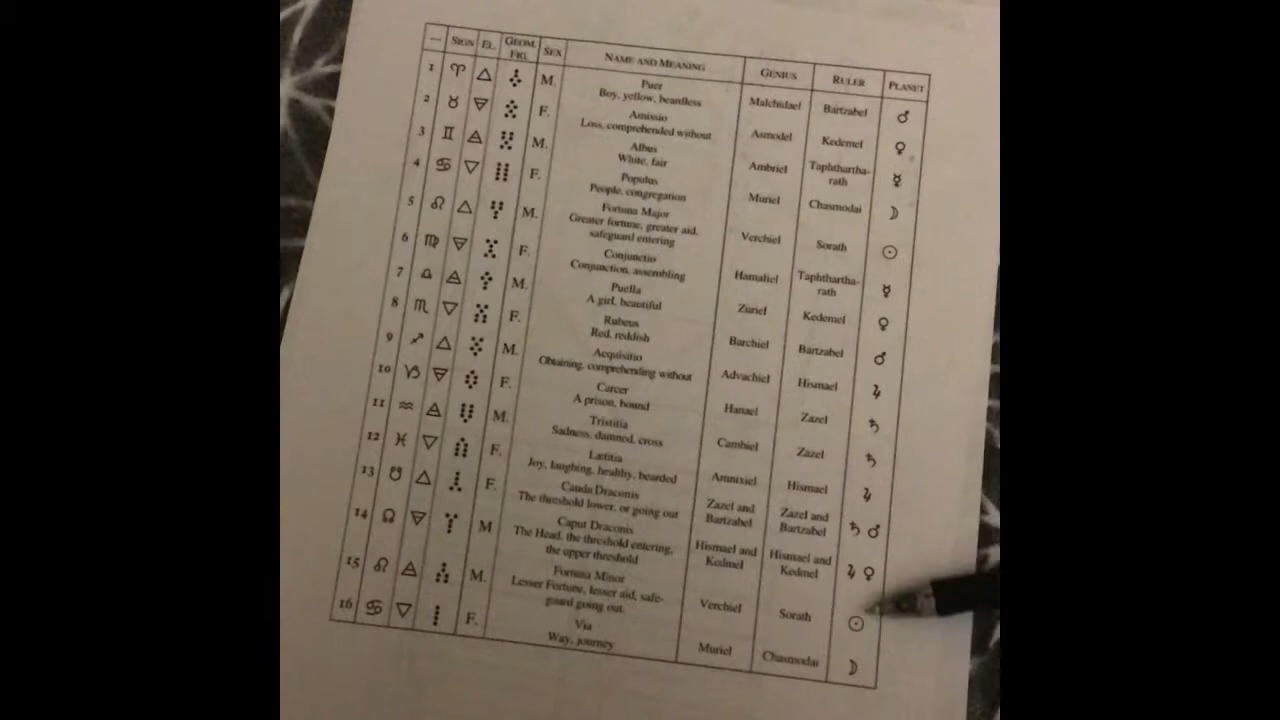 — SIGN EL. GEOM. FIG. SEX NAME AND MEANING GENIUS RULER PLANET
1 ♈ M. Puer Malchidael Bartzabel ♂
Boy, yellow, beardless
2 ♉ F. Amissio Asmodel Kedemel ♀
Loss, comprehended without
3 ♊ M. Albus Ambriel Taphthartha-rath ☿
White, fair
4 ♋ F. Populus Muriel Chasmodai ☽
People, congregation
5 ♌ M. Fortuna Major Verchiel Sorath ☉
Greater fortune, greater aid,
safeguard entering
6 ♍ F. Conjunctio Hamaliel Taphthartha-rath ☿
Conjunction, assembling
7 ♎ M. Puella Zuriel Kedemel ♀
A girl, beautiful
8 ♏ F. Rubeus Barchiel Bartzabel ♂
Red, reddish
9 ♐ M. Acquisitio Advachiel Hismael ♃
Obtaining, comprehending without
10 ♑ F. Carcer Hanael Zazel ♄
A prison, bound
11 ♒ M. Tristitia Cambiel Zazel ♄
Sadness, damned, cross
12 ♓ F. Lætitia Amnixiel Hismael ♃
Joy, laughing, healthy, bearded
13 ☋ F. Cauda Draconis Zazel and Bartzabel Zazel and Bartzabel ♄ ♂
The threshold lower, or going out
14 ☊ M Caput Draconis Hismael and Kedmel Hismael and Kedmel ♃ ♀
The Head, the threshold entering,
the upper threshold
15 ♌ M. Fortuna Minor Verchiel Sorath ☉
Lesser Fortune, lesser aid, safe-
guard going out.
16 ♋ F. Via Muriel Chasmodai ☽
Way, journey